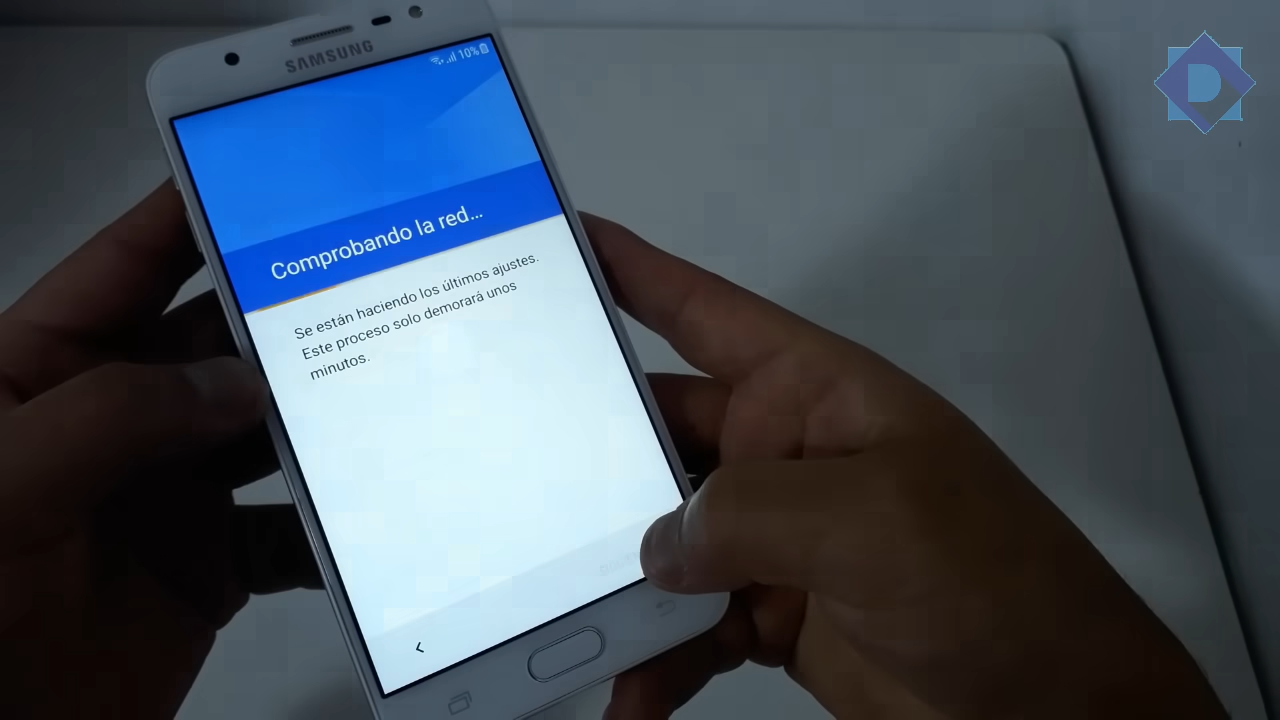 SAMSUNG
10%
Comprobando la red...
Se están haciendo los últimos ajustes.
Este proceso solo demorará unos
minutos.
D